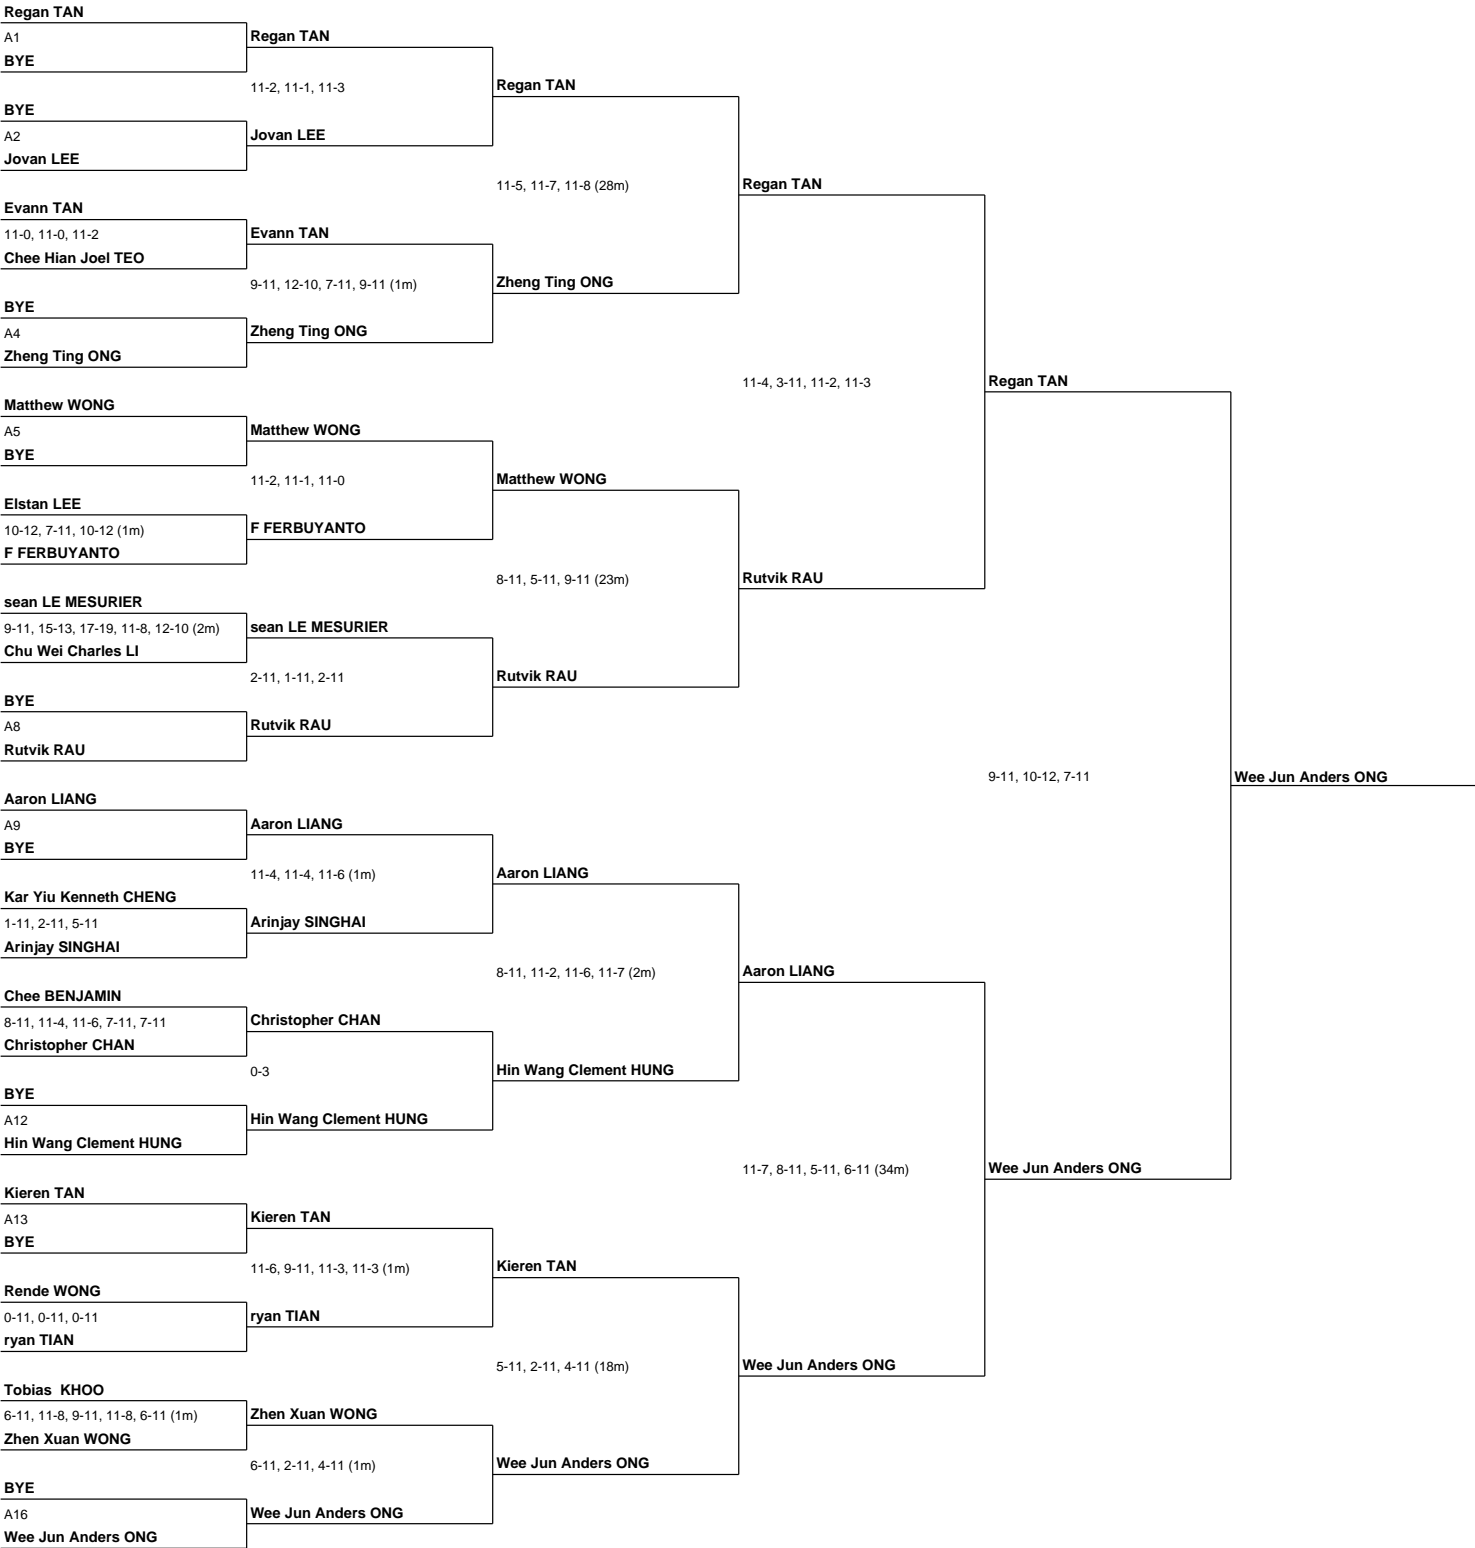 Regan TAN
A1
BYE
BYE
A2
Jovan LEE
Evann TAN
11-0, 11-0, 11-2
Chee Hian Joel TEO
BYE
A4
Zheng Ting ONG
Matthew WONG
A5
BYE
Elstan LEE
10-12, 7-11, 10-12 (1m)
F FERBUYANTO
sean LE MESURIER
9-11, 15-13, 17-19, 11-8, 12-10 (2m)
Chu Wei Charles LI
BYE
A8
Rutvik RAU
Aaron LIANG
A9
BYE
Kar Yiu Kenneth CHENG
1-11, 2-11, 5-11
Arinjay SINGHAI
Chee BENJAMIN
8-11, 11-4, 11-6, 7-11, 7-11
Christopher CHAN
BYE
A12
Hin Wang Clement HUNG
Kieren TAN
A13
BYE
Rende WONG
0-11, 0-11, 0-11
ryan TIAN
Tobias  KHOO
6-11, 11-8, 9-11, 11-8, 6-11 (1m)
Zhen Xuan WONG
BYE
A16
Wee Jun Anders ONG
Regan TAN
11-2, 11-1, 11-3
Jovan LEE
Evann TAN
9-11, 12-10, 7-11, 9-11 (1m)
Zheng Ting ONG
Matthew WONG
11-2, 11-1, 11-0
F FERBUYANTO
sean LE MESURIER
2-11, 1-11, 2-11
Rutvik RAU
Aaron LIANG
11-4, 11-4, 11-6 (1m)
Arinjay SINGHAI
Christopher CHAN
0-3
Hin Wang Clement HUNG
Kieren TAN
11-6, 9-11, 11-3, 11-3 (1m)
ryan TIAN
Zhen Xuan WONG
6-11, 2-11, 4-11 (1m)
Wee Jun Anders ONG
Regan TAN
11-5, 11-7, 11-8 (28m)
Zheng Ting ONG
Matthew WONG
8-11, 5-11, 9-11 (23m)
Rutvik RAU
Aaron LIANG
8-11, 11-2, 11-6, 11-7 (2m)
Hin Wang Clement HUNG
Kieren TAN
5-11, 2-11, 4-11 (18m)
Wee Jun Anders ONG
Regan TAN
11-4, 3-11, 11-2, 11-3
Rutvik RAU
Aaron LIANG
11-7, 8-11, 5-11, 6-11 (34m)
Wee Jun Anders ONG
Regan TAN
9-11, 10-12, 7-11
Wee Jun Anders ONG
Wee Jun Anders ONG